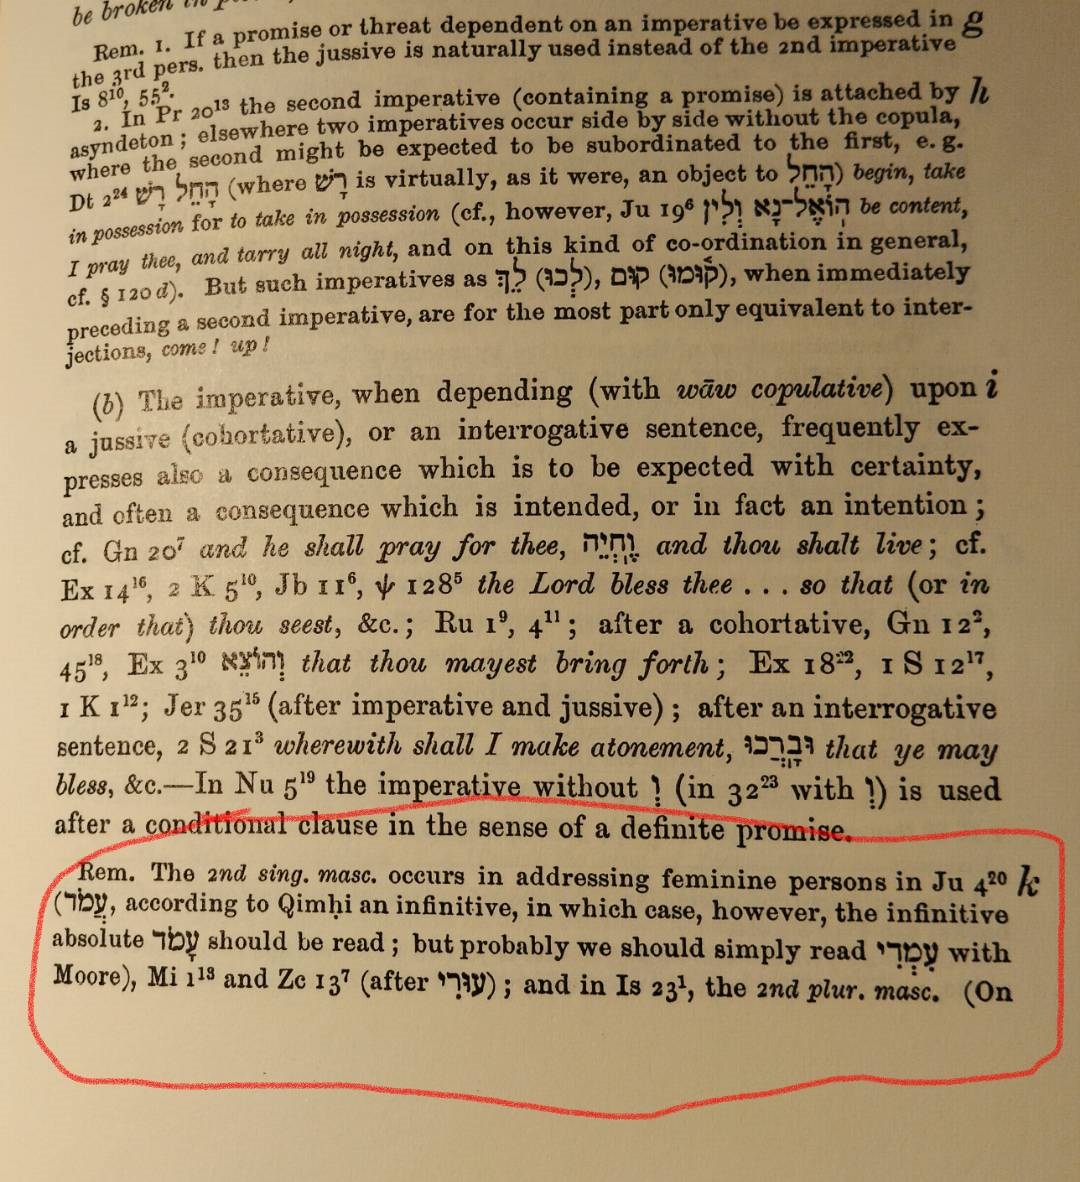 be broken in
Rem. 1. If a promise or threat dependent on an imperative be expressed in g
the 3rd pers. then the jussive is naturally used instead of the 2nd imperative
Is 8¹⁰, 55².
2. In Pr 20¹³ the second imperative (containing a promise) is attached by h
asyndeton; elsewhere two imperatives occur side by side without the copula,
where the second might be expected to be subordinated to the first, e. g.
Dt 2²⁴ הָחֵל רָשׁ (where רָשׁ is virtually, as it were, an object to הָחֵל) begin, take
in possession for to take in possession (cf., however, Ju 19⁶ הֽוֹאֶל־נָא וְלִין be content,
I pray thee, and tarry all night, and on this kind of co-ordination in general,
cf. § 120 d). But such imperatives as לֵךְ (לְכוּ), קוּם (ק֫וּמוּ), when immediately
preceding a second imperative, are for the most part only equivalent to inter-
jections, come! up!
(b) The imperative, when depending (with wāw copulative) upon i
a jussive (cohortative), or an interrogative sentence, frequently ex-
presses also a consequence which is to be expected with certainty,
and often a consequence which is intended, or in fact an intention;
cf. Gn 20⁷ and he shall pray for thee, וֶֽחְיֵה and thou shalt live; cf.
Ex 14¹⁶, 2 K 5¹⁰, Jb 11⁶, ψ 128⁵ the Lord bless thee . . . so that (or in
order that) thou seest, &c.; Ru 1⁹, 4¹¹; after a cohortative, Gn 12²,
45¹⁸, Ex 3¹⁰ וְהוֹצֵא that thou mayest bring forth; Ex 18²², 1 S 12¹⁷,
1 K 1¹²; Jer 35¹⁵ (after imperative and jussive); after an interrogative
sentence, 2 S 21³ wherewith shall I make atonement, וּבָֽרְכוּ that ye may
bless, &c.—In Nu 5¹⁹ the imperative without וְ (in 32²³ with וְ) is used
after a conditional clause in the sense of a definite promise.
Rem. The 2nd sing. masc. occurs in addressing feminine persons in Ju 4²⁰ k
(עֲמֹד, according to Qimḥi an infinitive, in which case, however, the infinitive
absolute עָמֹד should be read; but probably we should simply read עִמְדִי with
Moore), Mi 1¹³ and Zc 13⁷ (after עוּרִי); and in Is 23¹, the 2nd plur. masc. (On